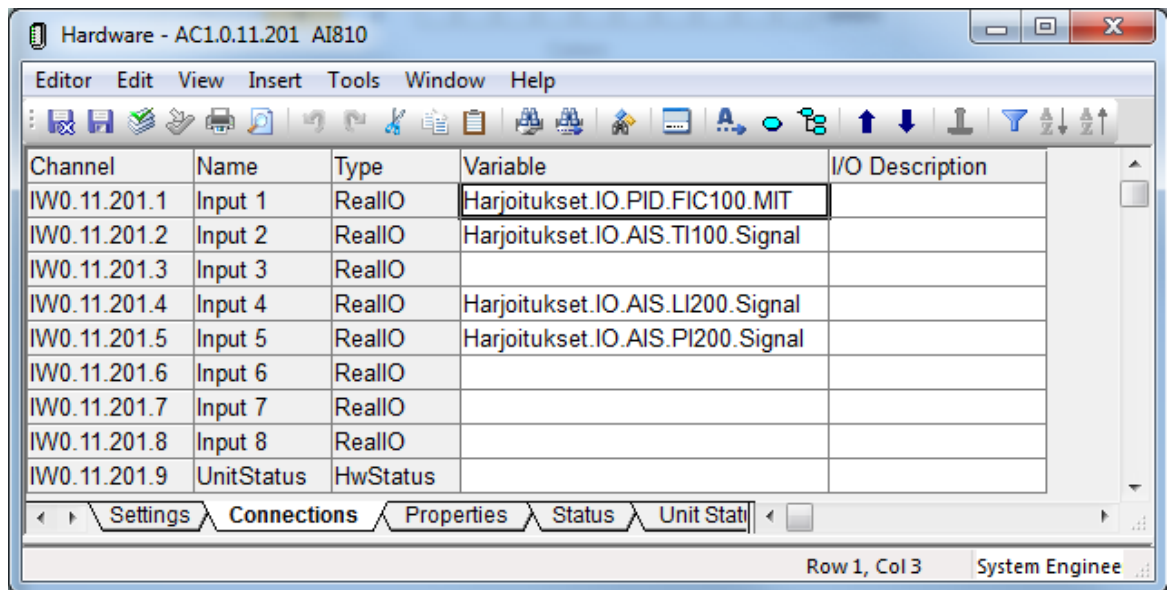 Hardware - AC1.0.11.201 AI810
Editor Edit View Insert Tools Window Help
Channel Name Type Variable I/O Description
IW0.11.201.1 Input 1 RealIO Harjoitukset.IO.PID.FIC100.MIT
IW0.11.201.2 Input 2 RealIO Harjoitukset.IO.AIS.TI100.Signal
IW0.11.201.3 Input 3 RealIO
IW0.11.201.4 Input 4 RealIO Harjoitukset.IO.AIS.LI200.Signal
IW0.11.201.5 Input 5 RealIO Harjoitukset.IO.AIS.PI200.Signal
IW0.11.201.6 Input 6 RealIO
IW0.11.201.7 Input 7 RealIO
IW0.11.201.8 Input 8 RealIO
IW0.11.201.9 UnitStatus HwStatus
Settings Connections Properties Status Unit Stat
Row 1, Col 3 System Enginee